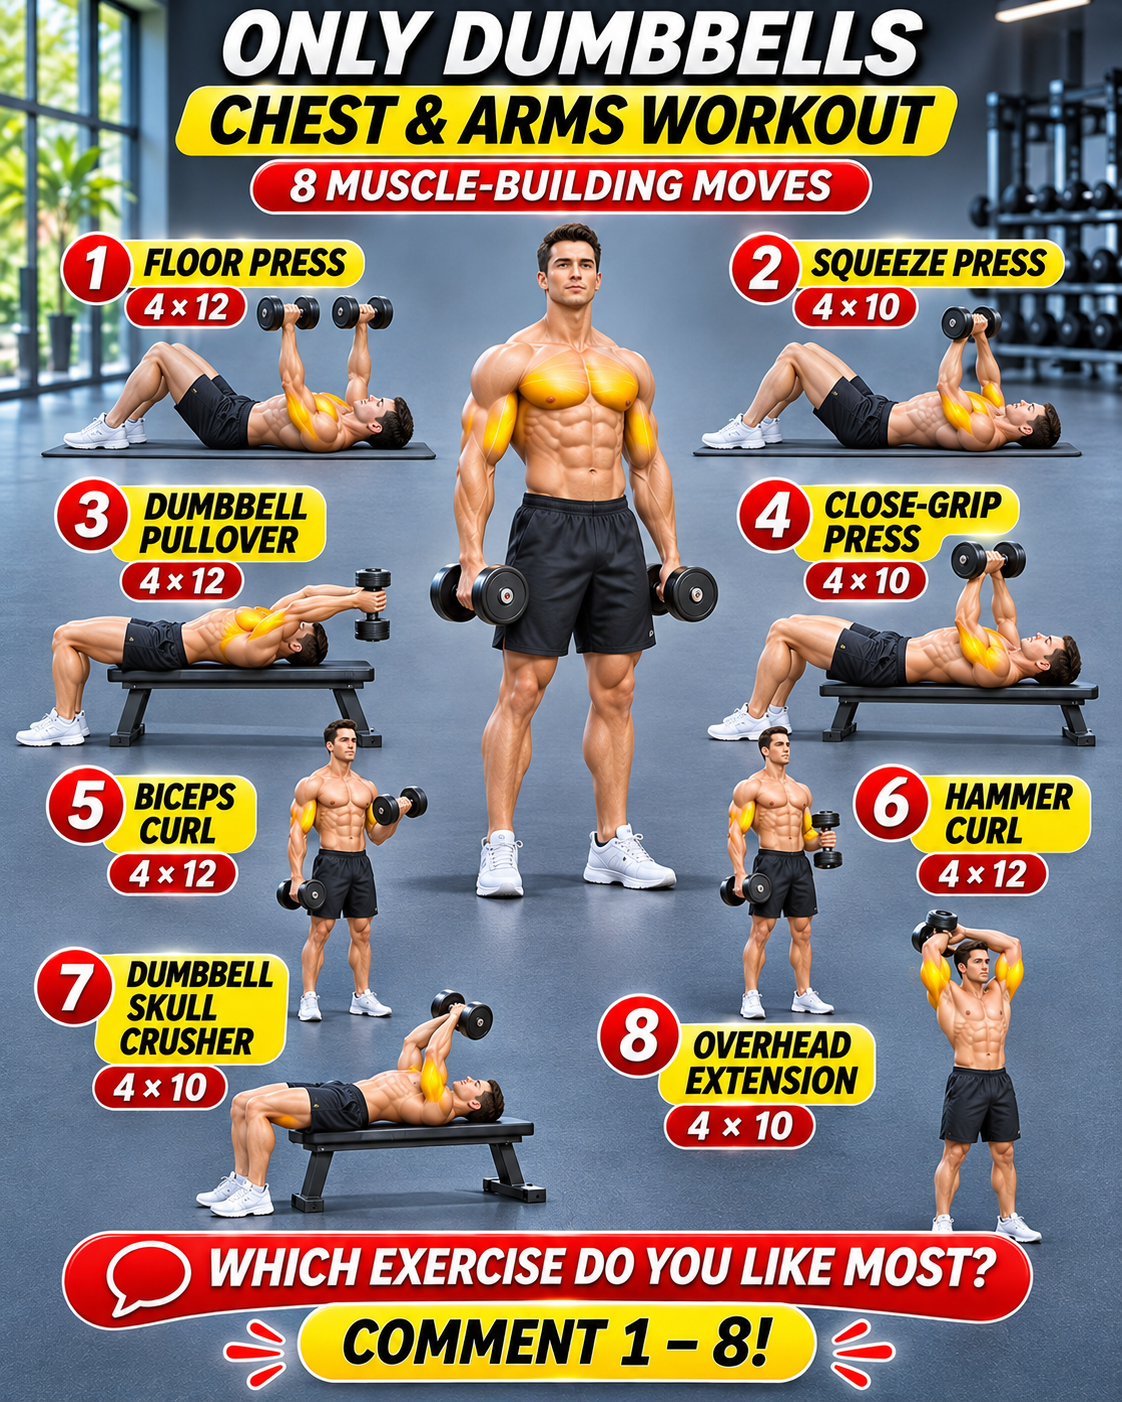 ONLY DUMBBELLS
CHEST & ARMS WORKOUT
8 MUSCLE-BUILDING MOVES
1 FLOOR PRESS
4 × 12
2 SQUEEZE PRESS
4 × 10
3 DUMBBELL
PULLOVER
4 × 12
4 CLOSE-GRIP
PRESS
4 × 10
5 BICEPS
CURL
4 × 12
6 HAMMER
CURL
4 × 12
7 DUMBBELL
SKULL
CRUSHER
4 × 10
8 OVERHEAD
EXTENSION
4 × 10
WHICH EXERCISE DO YOU LIKE MOST?
COMMENT 1 – 8!